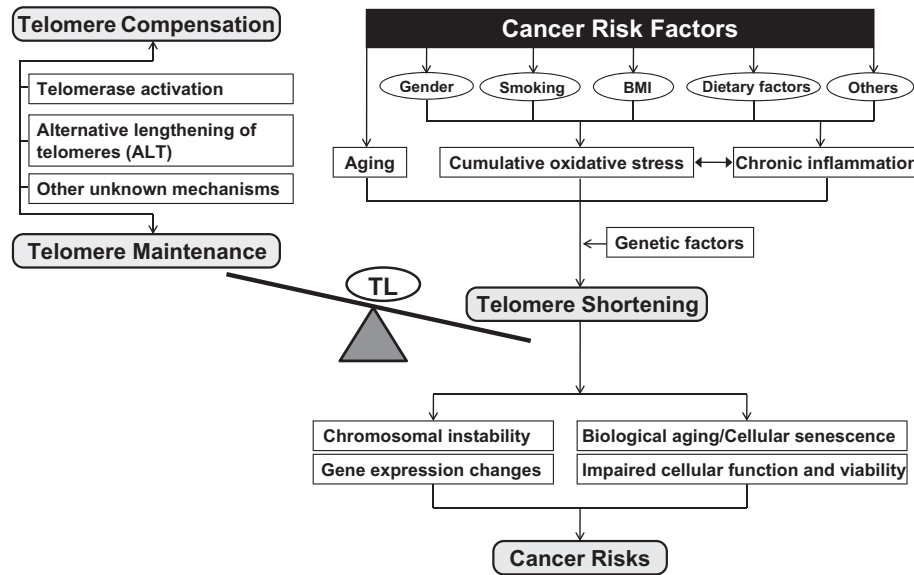 Telomere Compensation
Telomerase activation
Alternative lengthening of
telomeres (ALT)
Other unknown mechanisms
Telomere Maintenance
TL
Cancer Risk Factors
Gender
Smoking
BMI
Dietary factors
Others
Aging
Cumulative oxidative stress
Chronic inflammation
Genetic factors
Telomere Shortening
Chromosomal instability
Gene expression changes
Biological aging/Cellular senescence
Impaired cellular function and viability
Cancer Risks